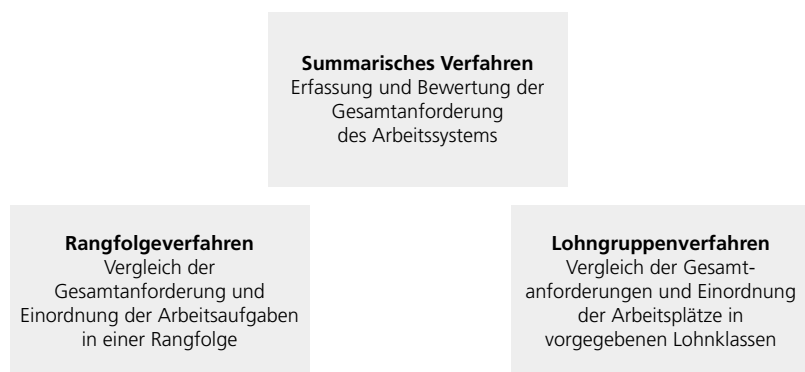 Summarisches Verfahren
Erfassung und Bewertung der
Gesamtanforderung
des Arbeitssystems
Rangfolgeverfahren
Vergleich der
Gesamtanforderung und
Einordnung der Arbeitsaufgaben
in einer Rangfolge
Lohngruppenverfahren
Vergleich der Gesamt-
anforderungen und Einordnung
der Arbeitsplätze in
vorgegebenen Lohnklassen